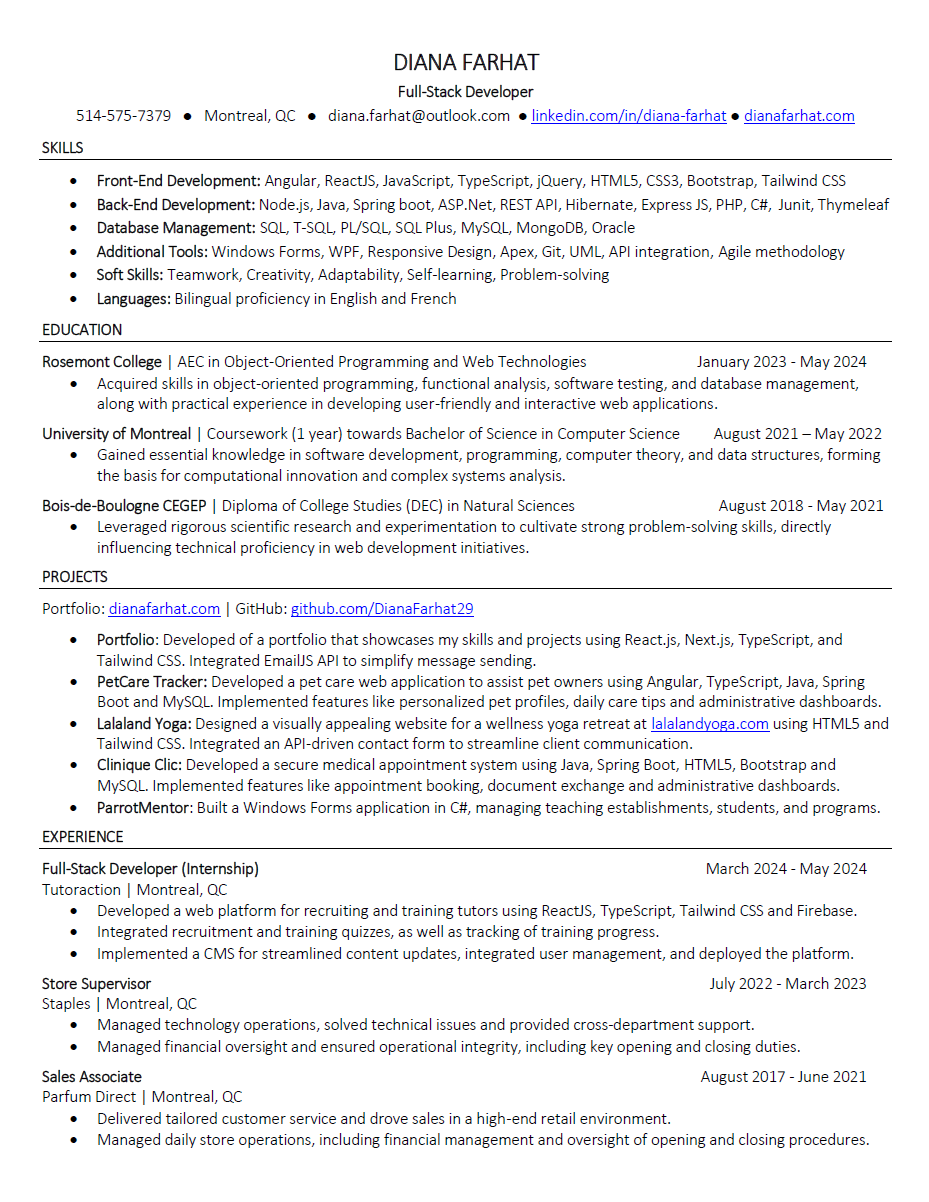 DIANA FARHAT
Full-Stack Developer
514-575-7379 ● Montreal, QC ● diana.farhat@outlook.com ● linkedin.com/in/diana-farhat ● dianafarhat.com
SKILLS
• Front-End Development: Angular, ReactJS, JavaScript, TypeScript, jQuery, HTML5, CSS3, Bootstrap, Tailwind CSS
• Back-End Development: Node.js, Java, Spring boot, ASP.Net, REST API, Hibernate, Express JS, PHP, C#, Junit, Thymeleaf
• Database Management: SQL, T-SQL, PL/SQL, SQL Plus, MySQL, MongoDB, Oracle
• Additional Tools: Windows Forms, WPF, Responsive Design, Apex, Git, UML, API integration, Agile methodology
• Soft Skills: Teamwork, Creativity, Adaptability, Self-learning, Problem-solving
• Languages: Bilingual proficiency in English and French
EDUCATION
Rosemont College | AEC in Object-Oriented Programming and Web Technologies January 2023 - May 2024
• Acquired skills in object-oriented programming, functional analysis, software testing, and database management,
along with practical experience in developing user-friendly and interactive web applications.
University of Montreal | Coursework (1 year) towards Bachelor of Science in Computer Science August 2021 – May 2022
• Gained essential knowledge in software development, programming, computer theory, and data structures, forming
the basis for computational innovation and complex systems analysis.
Bois-de-Boulogne CEGEP | Diploma of College Studies (DEC) in Natural Sciences August 2018 - May 2021
• Leveraged rigorous scientific research and experimentation to cultivate strong problem-solving skills, directly
influencing technical proficiency in web development initiatives.
PROJECTS
Portfolio: dianafarhat.com | GitHub: github.com/DianaFarhat29
• Portfolio: Developed of a portfolio that showcases my skills and projects using React.js, Next.js, TypeScript, and
Tailwind CSS. Integrated EmailJS API to simplify message sending.
• PetCare Tracker: Developed a pet care web application to assist pet owners using Angular, TypeScript, Java, Spring
Boot and MySQL. Implemented features like personalized pet profiles, daily care tips and administrative dashboards.
• Lalaland Yoga: Designed a visually appealing website for a wellness yoga retreat at lalalandyoga.com using HTML5 and
Tailwind CSS. Integrated an API-driven contact form to streamline client communication.
• Clinique Clic: Developed a secure medical appointment system using Java, Spring Boot, HTML5, Bootstrap and
MySQL. Implemented features like appointment booking, document exchange and administrative dashboards.
• ParrotMentor: Built a Windows Forms application in C#, managing teaching establishments, students, and programs.
EXPERIENCE
Full-Stack Developer (Internship) March 2024 - May 2024
Tutoraction | Montreal, QC
• Developed a web platform for recruiting and training tutors using ReactJS, TypeScript, Tailwind CSS and Firebase.
• Integrated recruitment and training quizzes, as well as tracking of training progress.
• Implemented a CMS for streamlined content updates, integrated user management, and deployed the platform.
Store Supervisor July 2022 - March 2023
Staples | Montreal, QC
• Managed technology operations, solved technical issues and provided cross-department support.
• Managed financial oversight and ensured operational integrity, including key opening and closing duties.
Sales Associate August 2017 - June 2021
Parfum Direct | Montreal, QC
• Delivered tailored customer service and drove sales in a high-end retail environment.
• Managed daily store operations, including financial management and oversight of opening and closing procedures.